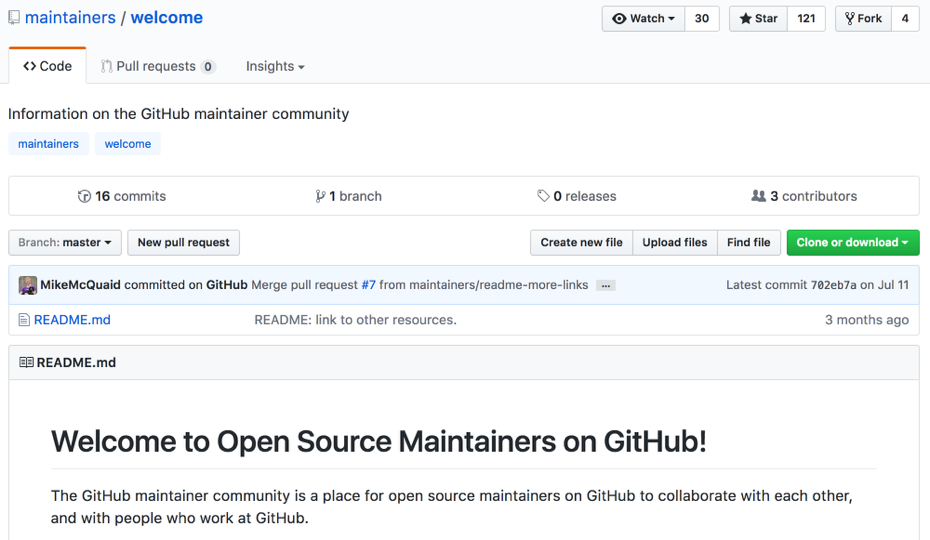 maintainers / welcome
Watch 30 Star 121 Fork 4
Code Pull requests 0 Insights
Information on the GitHub maintainer community
maintainers welcome
16 commits 1 branch 0 releases 3 contributors
Branch: master New pull request Create new file Upload files Find file Clone or download
MikeMcQuaid committed on GitHub Merge pull request #7 from maintainers/readme-more-links ... Latest commit 702eb7a on Jul 11
README.md README: link to other resources. 3 months ago
README.md
Welcome to Open Source Maintainers on GitHub!
The GitHub maintainer community is a place for open source maintainers on GitHub to collaborate with each other,
and with people who work at GitHub.